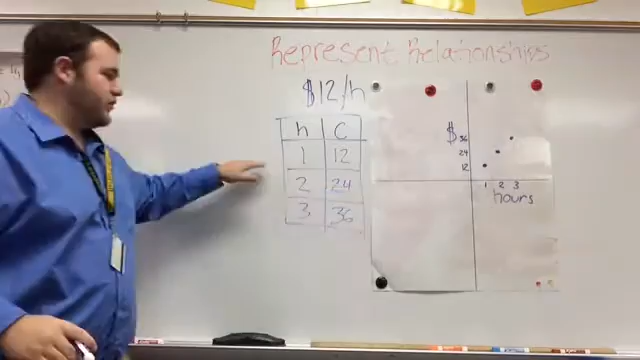 Represent Relationships
$12/h
h C
1 12
2 24
3 36
$
36
24
12
1 2 3
hours